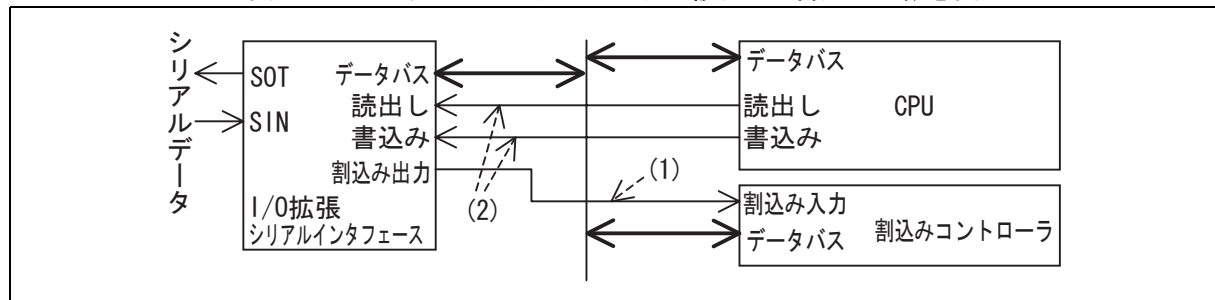 シリアルデータ
SOT
SIN
データバス
読出し
書込み
割込み出力
I/O拡張
シリアルインタフェース
(2)
(1)
データバス
読出し
書込み
CPU
割込み入力
データバス
割込みコントローラ